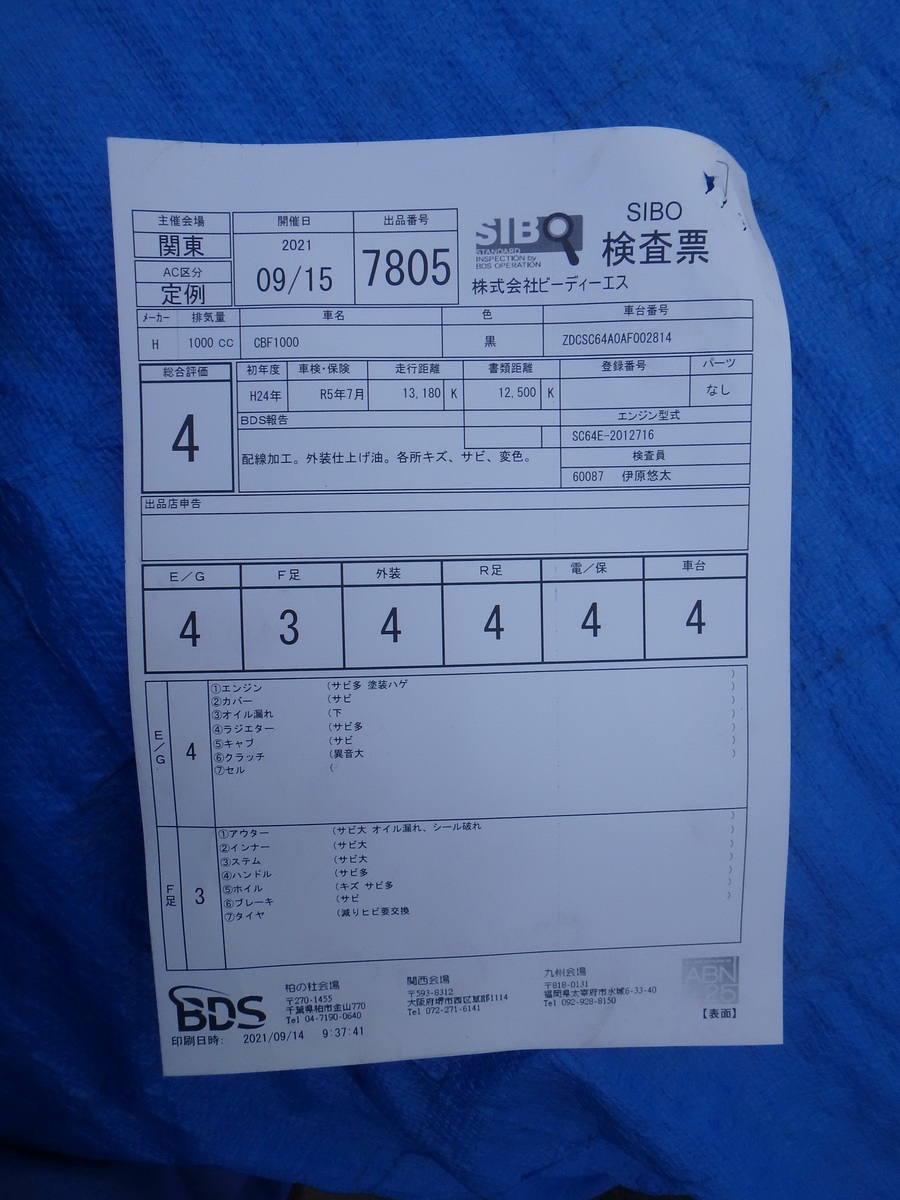 主催会場
関東
AC区分
定例
開催日
2021
09/15
出品番号
7805
SIBO
STANDARD
INSPECTION by
BDS OPERATION
SIBO
検査票
株式会社ビーディーエス
メーカー 排気量 車名 色 車台番号
H 1000 cc CBF1000 黒 ZDCSC64A0AF002814
総合評価
4
初年度 車検・保険 走行距離 書類距離 登録番号 パーツ
H24年 R5年7月 13,180 K 12,500 K なし
BDS報告
配線加工。外装仕上げ油。各所キズ、サビ、変色。
エンジン型式
SC64E-2012716
検査員
60087 伊原悠太
出品店申告
E/G F足 外装 R足 電/保 車台
4 3 4 4 4 4
E/G 4
①エンジン (サビ多 塗装ハゲ )
②カバー (サビ )
③オイル漏れ (下 )
④ラジエター (サビ多 )
⑤キャブ (サビ )
⑥クラッチ (異音大 )
⑦セル ( )
F足 3
①アウター (サビ大 オイル漏れ、シール破れ )
②インナー (サビ大 )
③ステム (サビ大 )
④ハンドル (サビ多 )
⑤ホイル (キズ サビ多 )
⑥ブレーキ (サビ )
⑦タイヤ (減りヒビ要交換 )
BDS
柏の杜会場
〒270-1455
千葉県柏市金山770
Tel 04-7190-0640
関西会場
〒593-8312
大阪府堺市西区草部1114
Tel 072-271-6141
九州会場
〒818-0131
福岡県太宰府市水城6-33-40
Tel 092-928-8150
ABN
25
【表面】
印刷日時: 2021/09/14 9:37:41